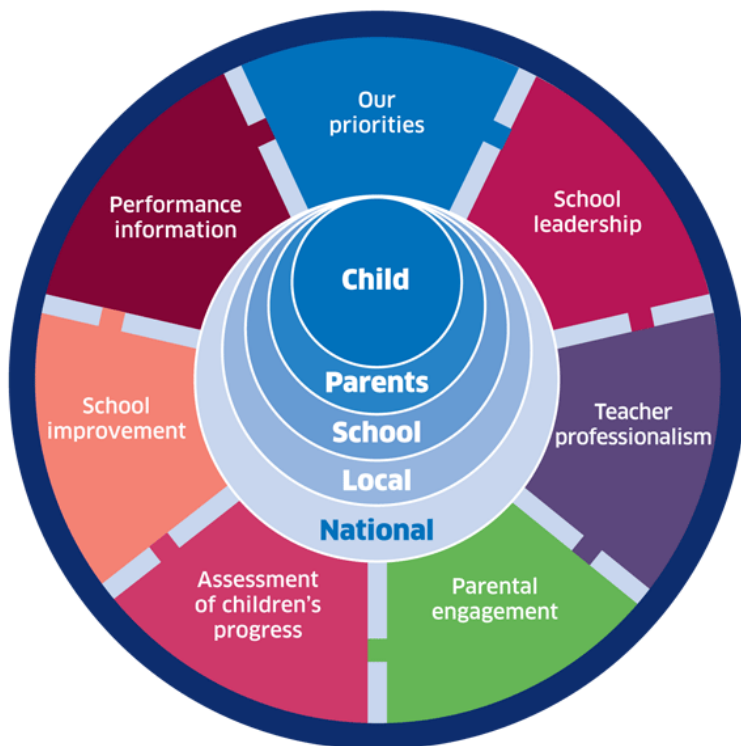 Our
priorities
School
leadership
Teacher
professionalism
Parental
engagement
Assessment
of children's
progress
School
improvement
Performance
information
Child
Parents
School
Local
National